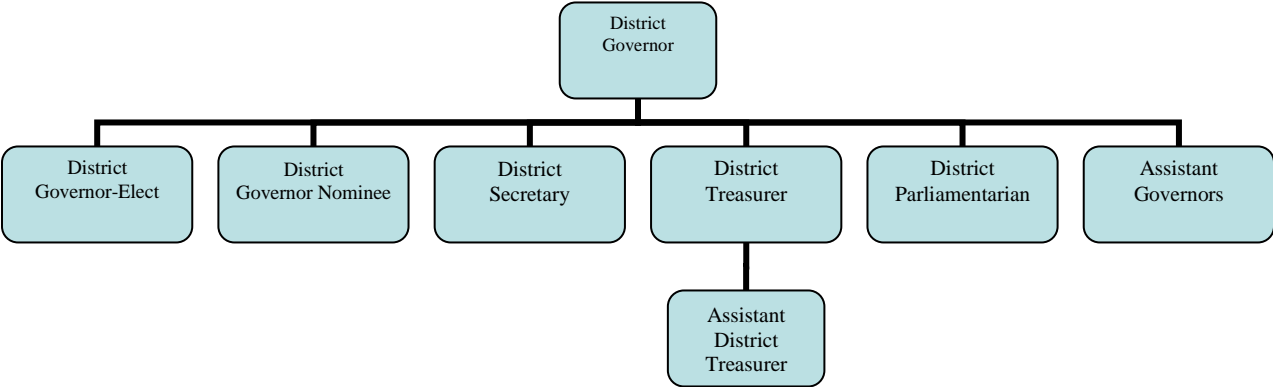 District
Governor
District
Governor-Elect
District
Governor Nominee
District
Secretary
District
Treasurer
District
Parliamentarian
Assistant
Governors
Assistant
District
Treasurer